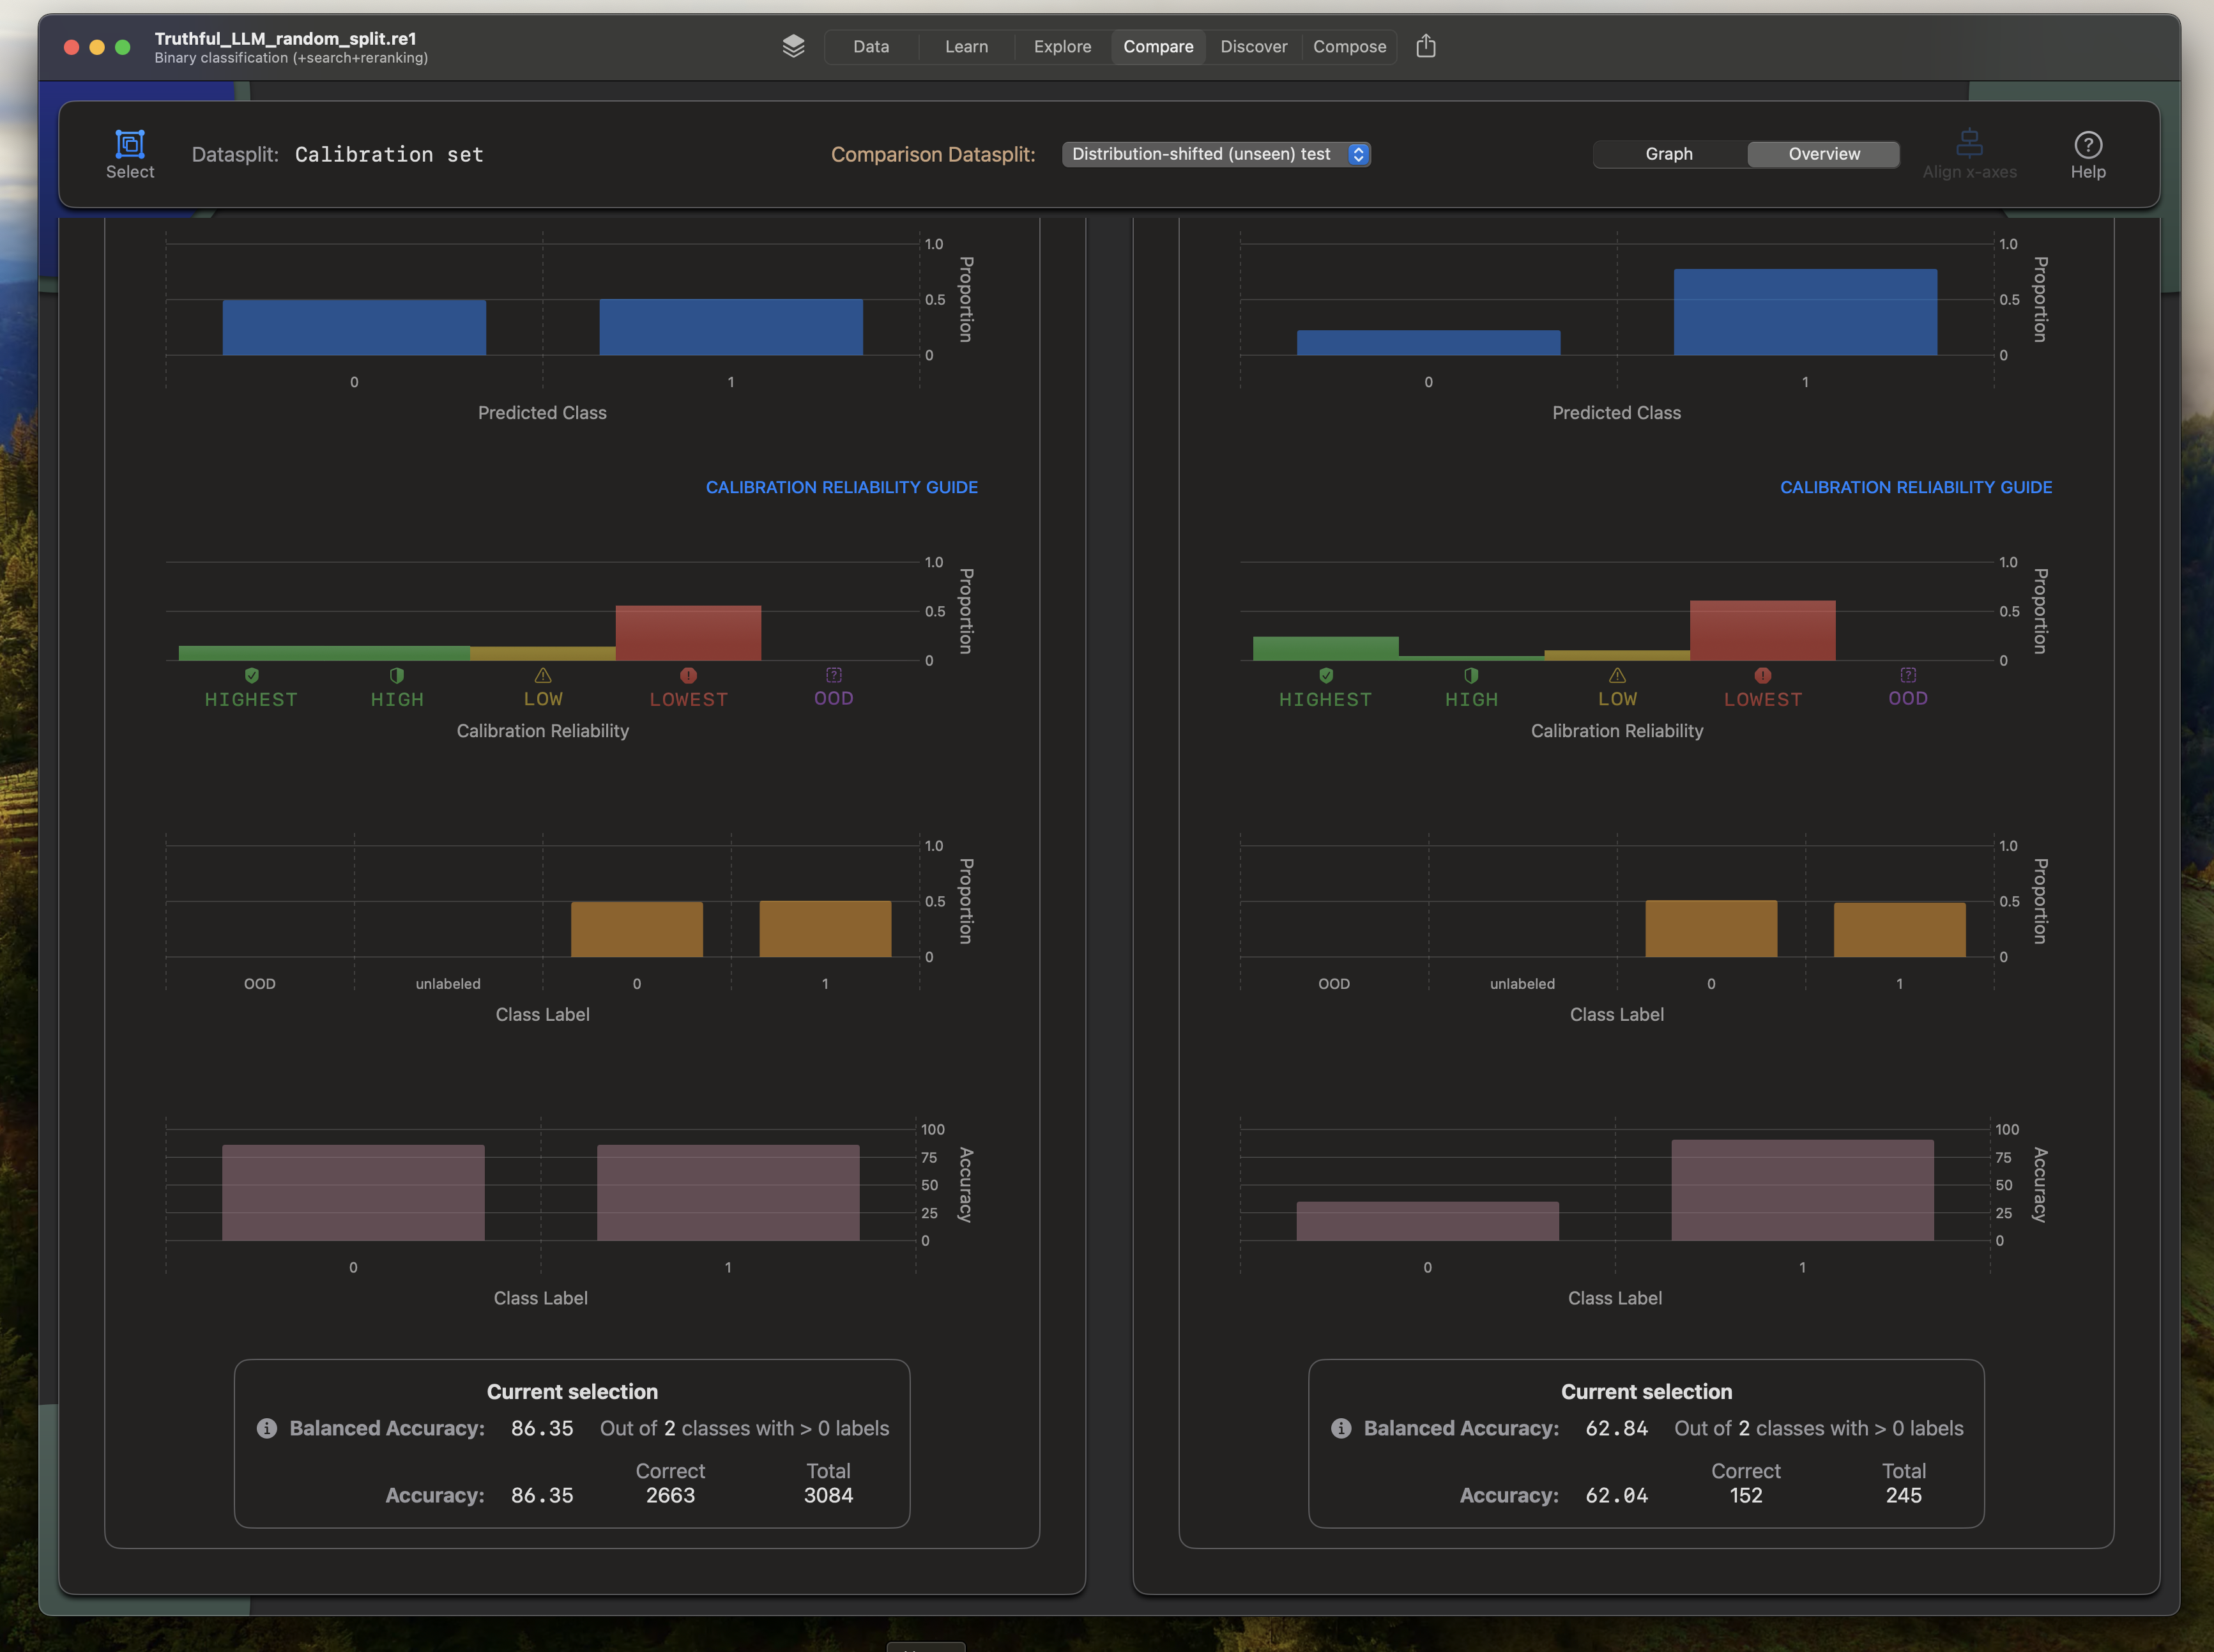 Truthful_LLM_random_split.re1
Binary classification (+search+reranking)
Data Learn Explore Compare Discover Compose
Select
Datasplit: Calibration set
Comparison Datasplit: Distribution-shifted (unseen) test
Graph Overview
Align x-axes
Help
1.0
0.5
0
Proportion
0 1
Predicted Class
CALIBRATION RELIABILITY GUIDE
1.0
0.5
0
Proportion
HIGHEST HIGH LOW LOWEST OOD
Calibration Reliability
1.0
0.5
0
Proportion
OOD unlabeled 0 1
Class Label
100
75
50
25
0
Accuracy
0 1
Class Label
Current selection
Balanced Accuracy: 86.35 Out of 2 classes with > 0 labels
Correct Total
Accuracy: 86.35 2663 3084
1.0
0.5
0
Proportion
0 1
Predicted Class
CALIBRATION RELIABILITY GUIDE
1.0
0.5
0
Proportion
HIGHEST HIGH LOW LOWEST OOD
Calibration Reliability
1.0
0.5
0
Proportion
OOD unlabeled 0 1
Class Label
100
75
50
25
0
Accuracy
0 1
Class Label
Current selection
Balanced Accuracy: 62.84 Out of 2 classes with > 0 labels
Correct Total
Accuracy: 62.04 152 245